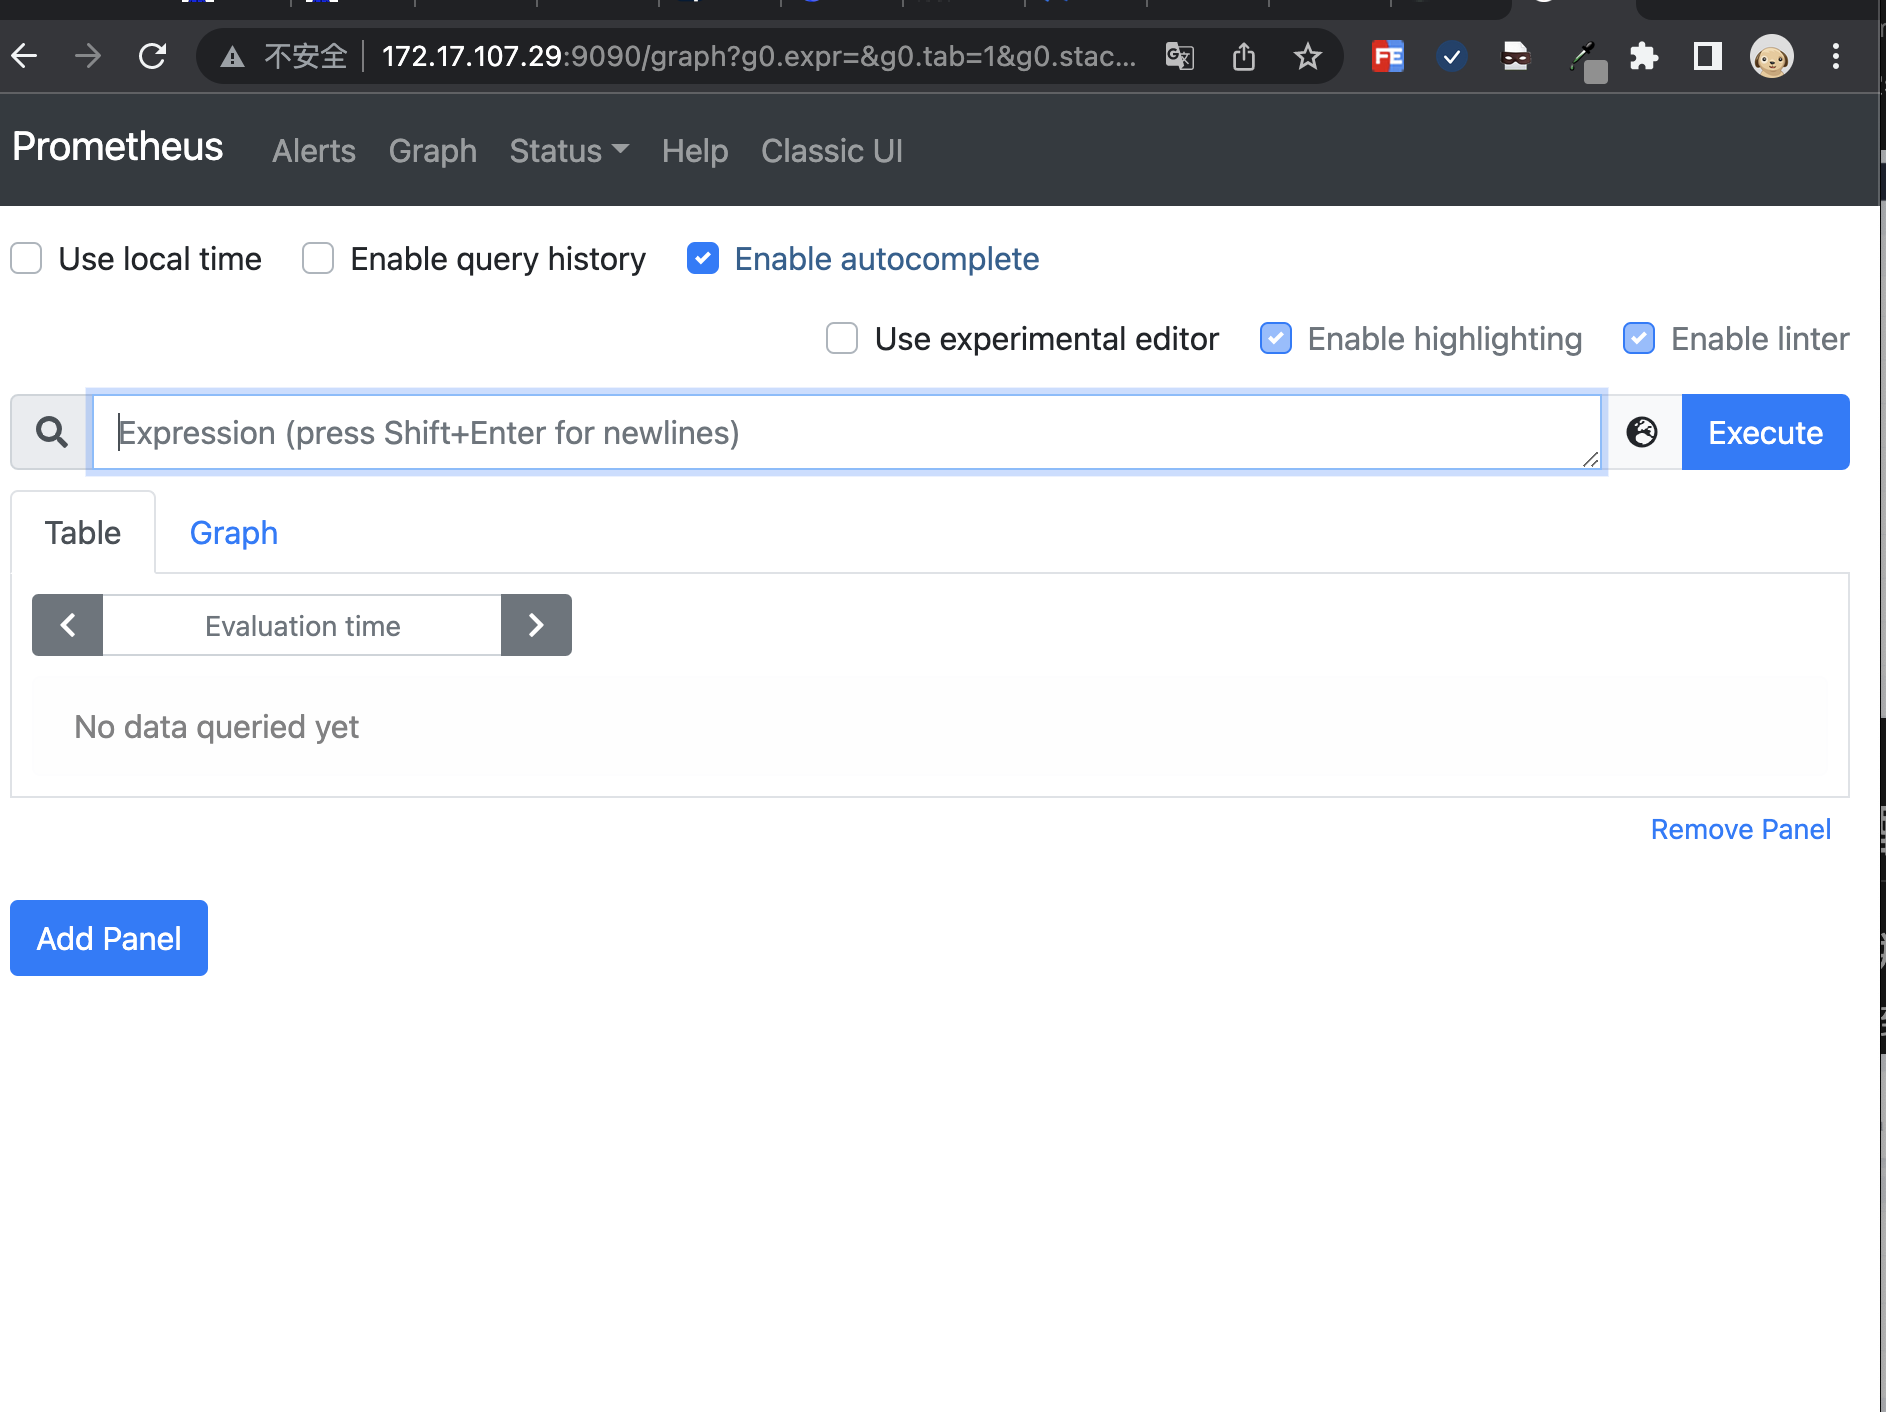 不安全 172.17.107.29:9090/graph?g0.expr=&g0.tab=1&g0.stac...
FE
Prometheus Alerts Graph Status Help Classic UI
Use local time Enable query history Enable autocomplete
Use experimental editor Enable highlighting Enable linter
Expression (press Shift+Enter for newlines) Execute
Table Graph
Evaluation time
No data queried yet
Remove Panel
Add Panel